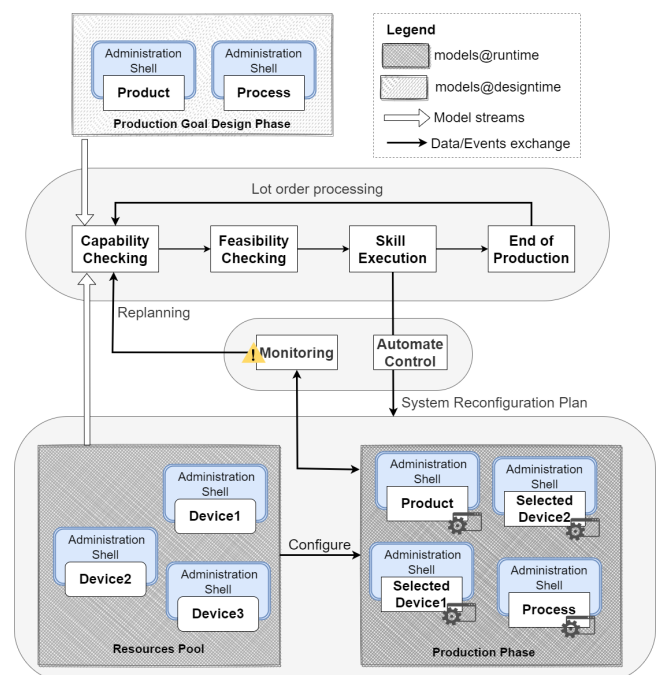 Administration
Shell
Product
Administration
Shell
Process
Production Goal Design Phase
Legend
models@runtime
models@designtime
Model streams
Data/Events exchange
Lot order processing
Capability
Checking
Feasibility
Checking
Skill
Execution
End of
Production
Replanning
!
Monitoring
Automate
Control
System Reconfiguration Plan
Administration
Shell
Device1
Administration
Shell
Device2
Administration
Shell
Device3
Resources Pool
Configure
Administration
Shell
Product
Administration
Shell
Selected
Device2
Administration
Shell
Selected
Device1
Administration
Shell
Process
Production Phase